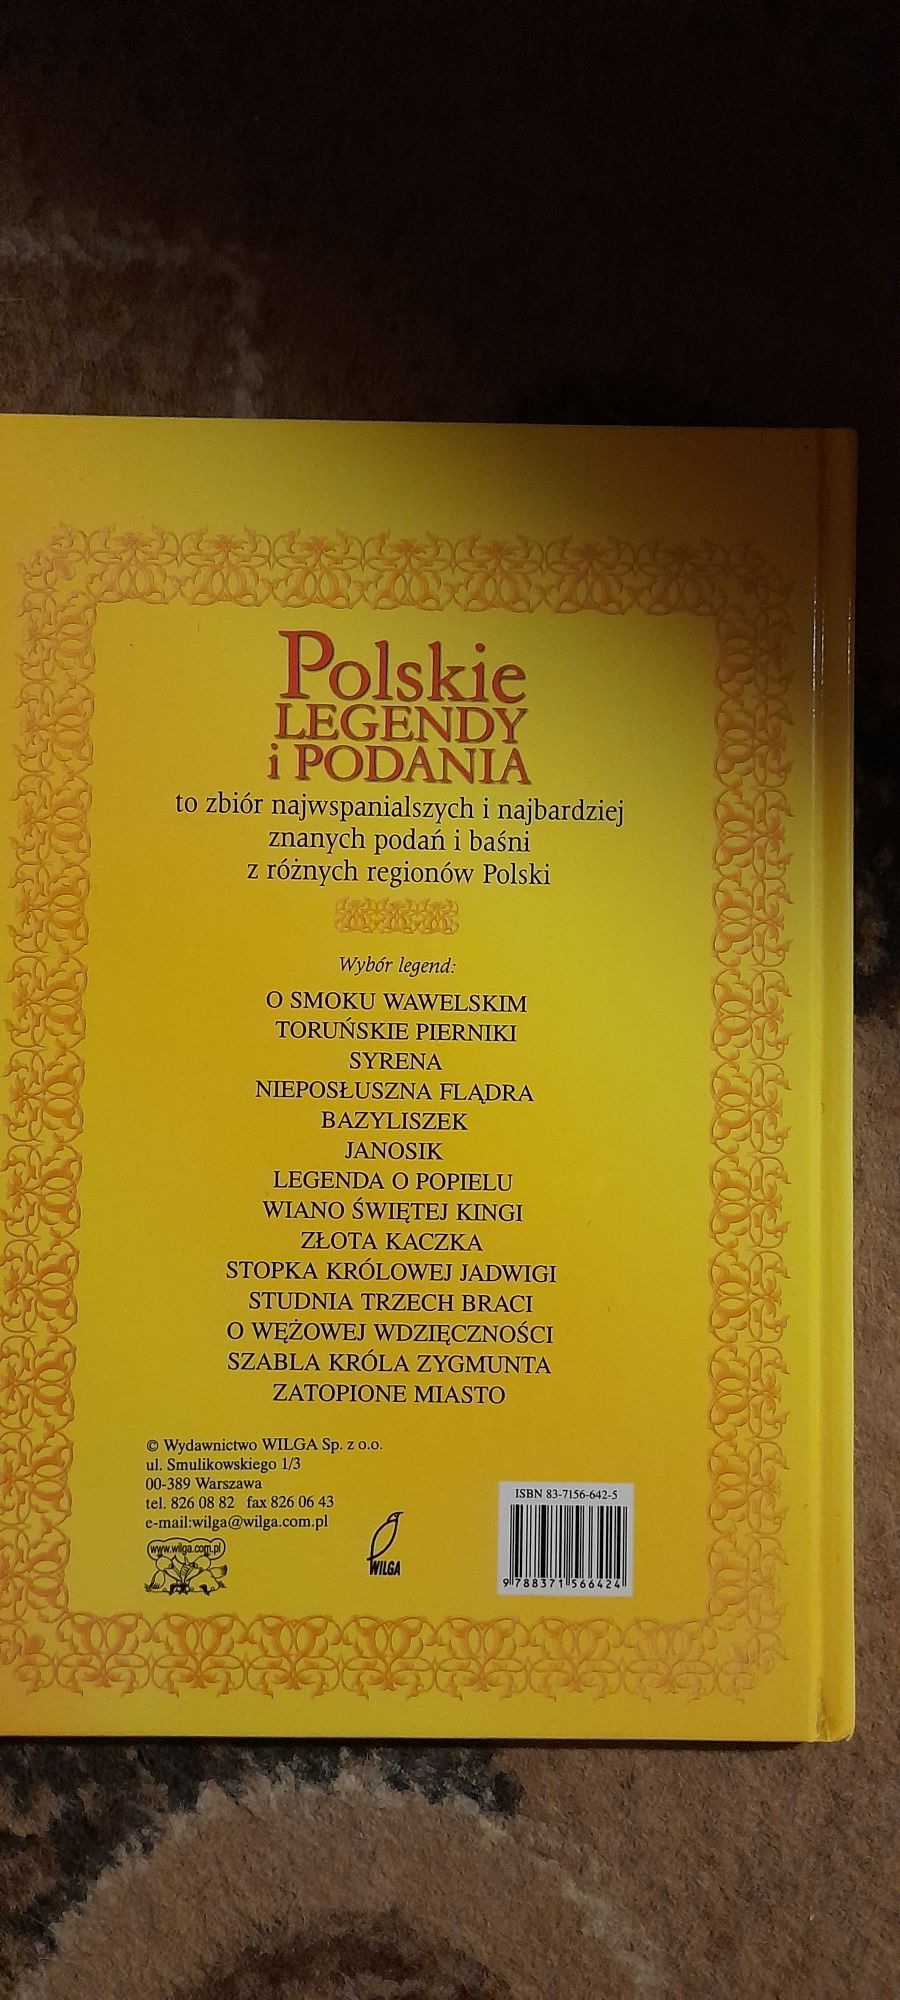 Polskie
LEGENDY
i PODANIA
to zbiór najwspanialszych i najbardziej
znanych podań i baśni
z różnych regionów Polski
Wybór legend:
O SMOKU WAWELSKIM
TORUŃSKIE PIERNIKI
SYRENA
NIEPOSŁUSZNA FLĄDRA
BAZYLISZEK
JANOSIK
LEGENDA O POPIELU
WIANO ŚWIĘTEJ KINGI
ZŁOTA KACZKA
STOPKA KRÓLOWEJ JADWIGI
STUDNIA TRZECH BRACI
O WĘŻOWEJ WDZIĘCZNOŚCI
SZABLA KRÓLA ZYGMUNTA
ZATOPIONE MIASTO
© Wydawnictwo WILGA Sp. z o.o.
ul. Smulikowskiego 1/3
00-389 Warszawa
tel. 826 08 82 fax 826 06 43
e-mail:wilga@wilga.com.pl
www.wilga.com.pl
WILGA
ISBN 83-7156-642-5
9 788371 566424